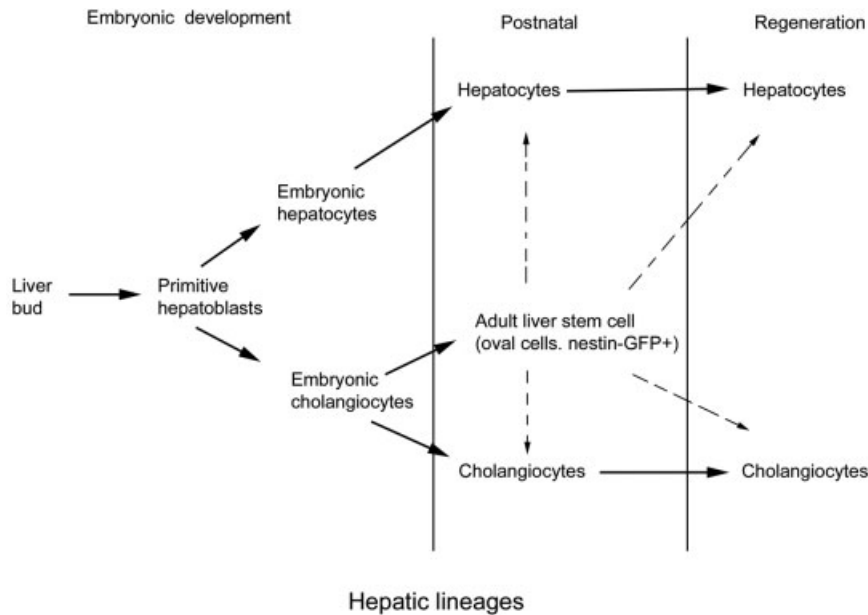 Embryonic development
Postnatal
Regeneration
Hepatocytes
Hepatocytes
Embryonic
hepatocytes
Liver
bud
Primitive
hepatoblasts
Adult liver stem cell
(oval cells. nestin-GFP+)
Embryonic
cholangiocytes
Cholangiocytes
Cholangiocytes
Hepatic lineages